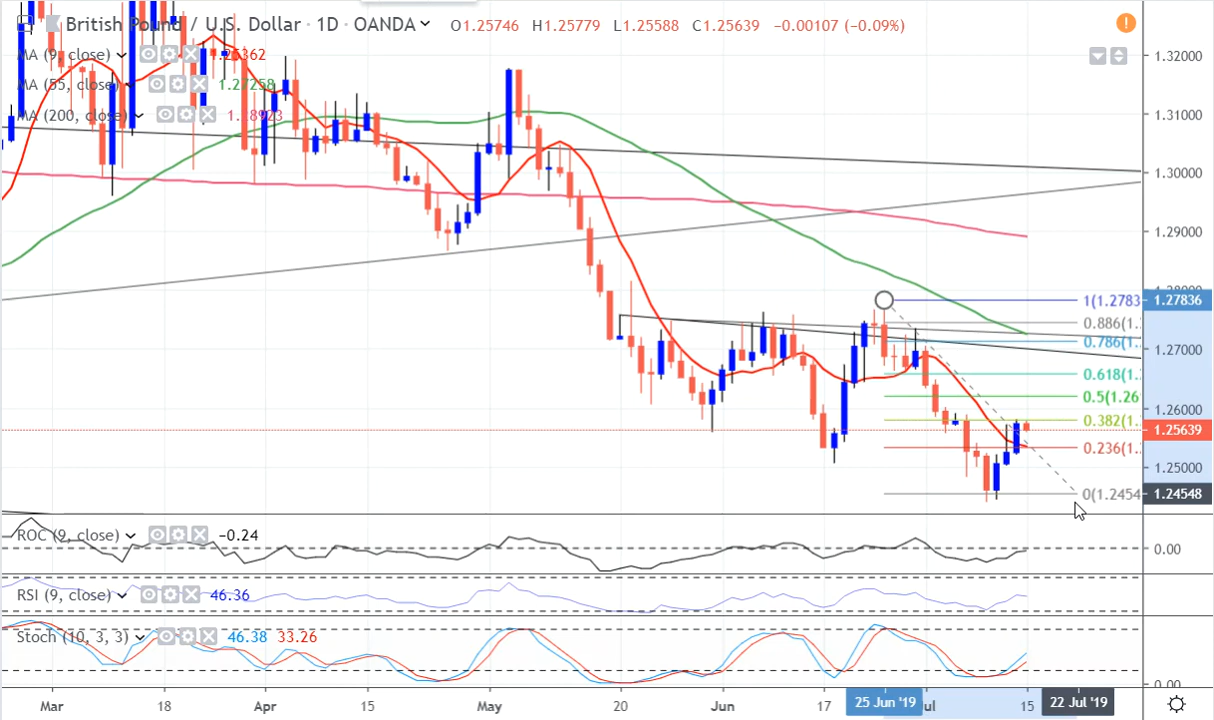 British Pound / U.S. Dollar · 1D · OANDA O1.25746 H1.25779 L1.25588 C1.25639 −0.00107 (−0.09%)
MA (9, close)
MA (55, close) 1.27258
MA (200, close) 1.18923
1.32000
1.31000
1.30000
1.29000
1.28000
1.27000
1.26000
1.25000
1(1.2783
1.27836
0.886(1.
0.786(1.
0.618(1.
0.5(1.26
0.382(1.
1.25639
0.236(1.
0(1.2454
1.24548
ROC (9, close) −0.24
0.00
RSI (9, close) 46.36
Stoch (10, 3, 3) 46.38 33.26
0.00
Mar 18 Apr 15 May 20 Jun 17 25 Jun '19 ul 15 22 Jul '19